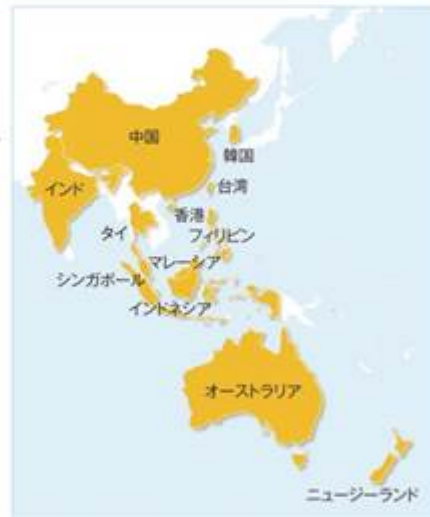 中国
韓国
インド
台湾
香港
タイ
フィリピン
マレーシア
シンガポール
インドネシア
オーストラリア
ニュージーランド